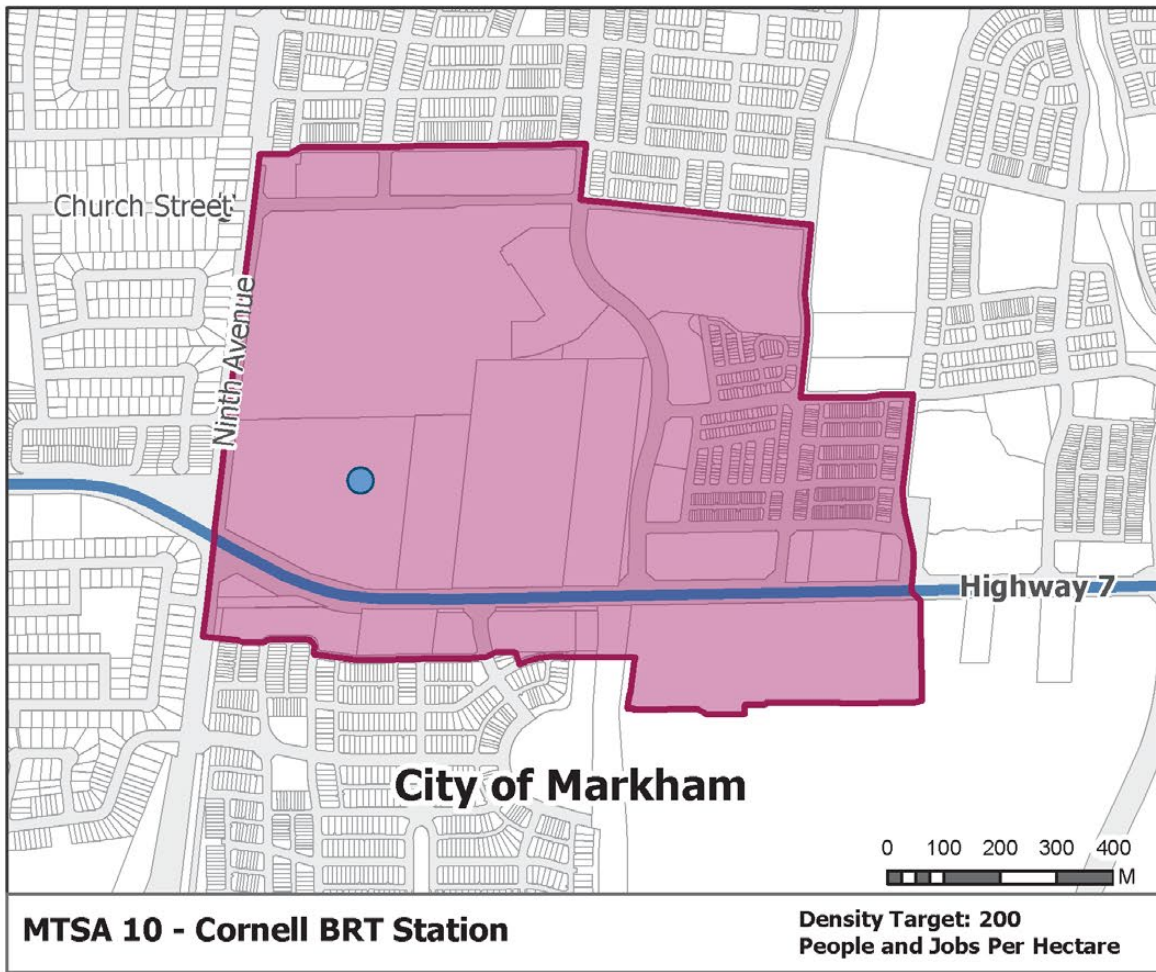 Church Street
Ninth Avenue
Highway 7
City of Markham
0 100 200 300 400
M
MTSA 10 - Cornell BRT Station
Density Target: 200
People and Jobs Per Hectare